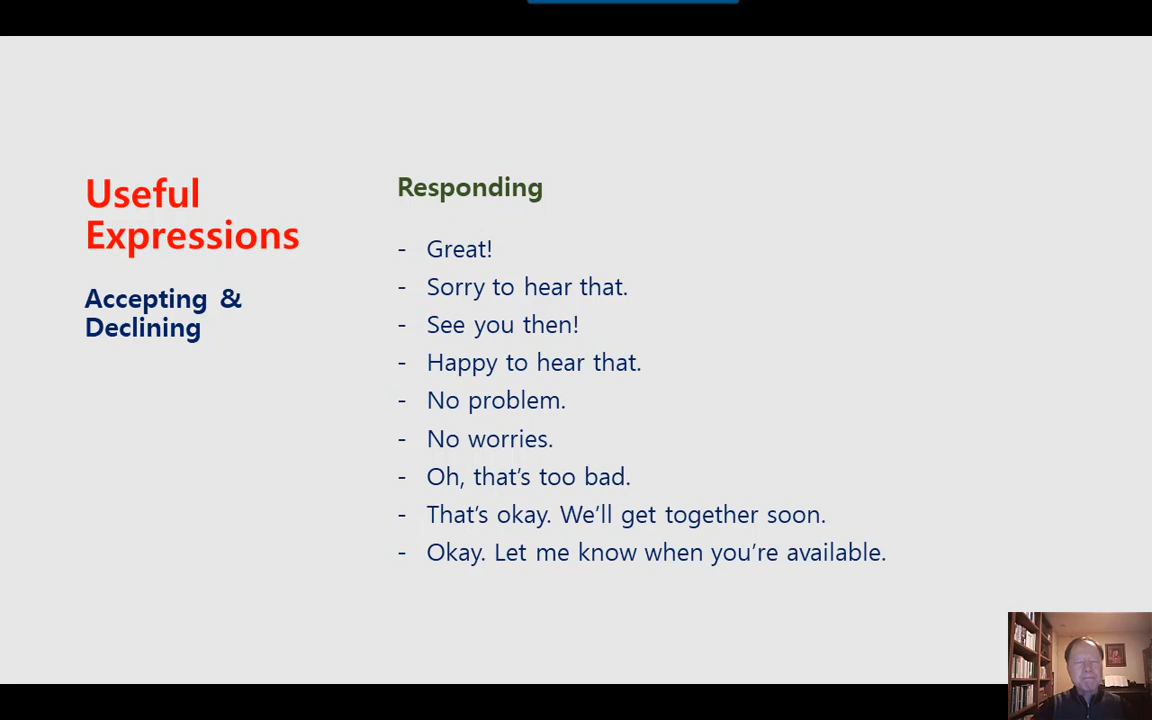 Useful
Expressions
Accepting & 
Declining
Responding
- Great!
- Sorry to hear that.
- See you then!
- Happy to hear that.
- No problem.
- No worries.
- Oh, that’s too bad.
- That’s okay. We’ll get together soon.
- Okay. Let me know when you’re available.